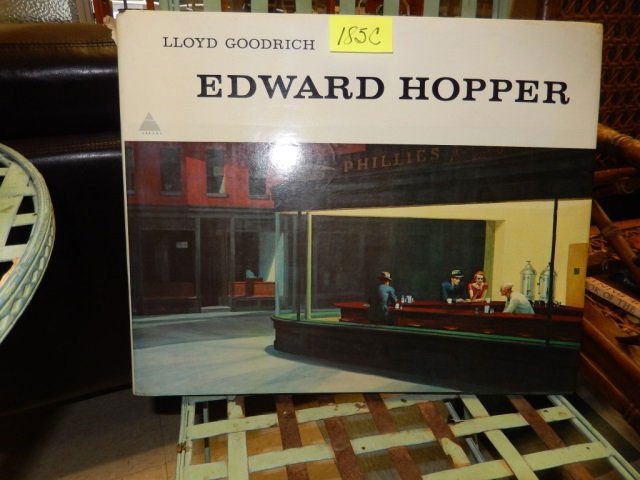 LLOYD GOODRICH
185C
EDWARD HOPPER
PHILLIES